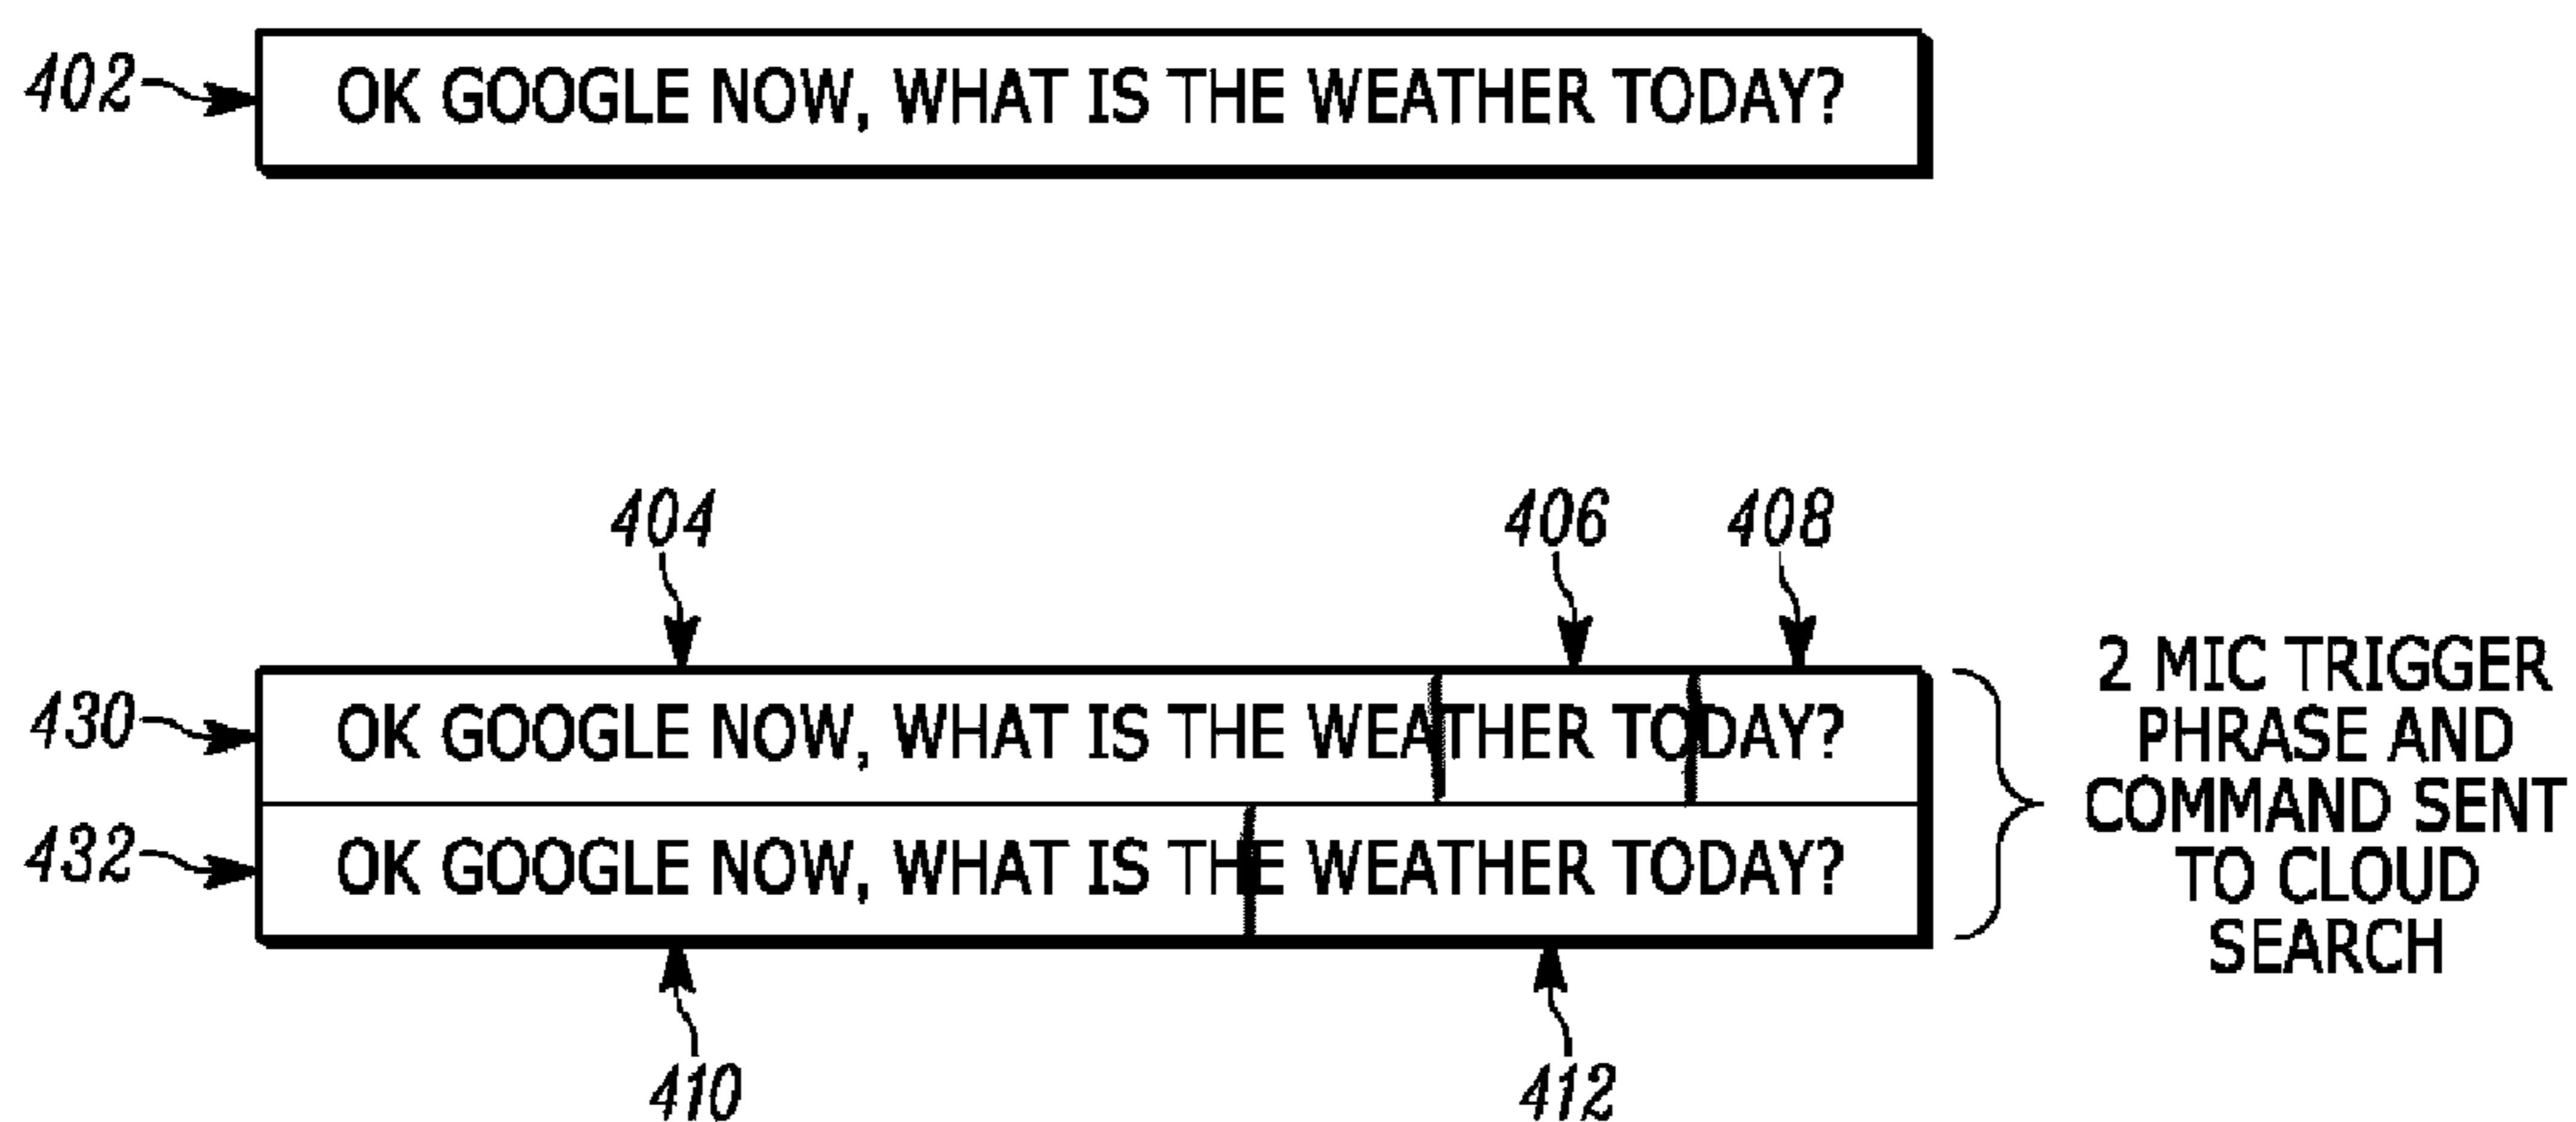 402 OK GOOGLE NOW, WHAT IS THE WEATHER TODAY?
404 406 408
430 OK GOOGLE NOW, WHAT IS THE WEATHER TODAY?
432 OK GOOGLE NOW, WHAT IS THE WEATHER TODAY?
2 MIC TRIGGER
PHRASE AND
COMMAND SENT
TO CLOUD
SEARCH
410 412